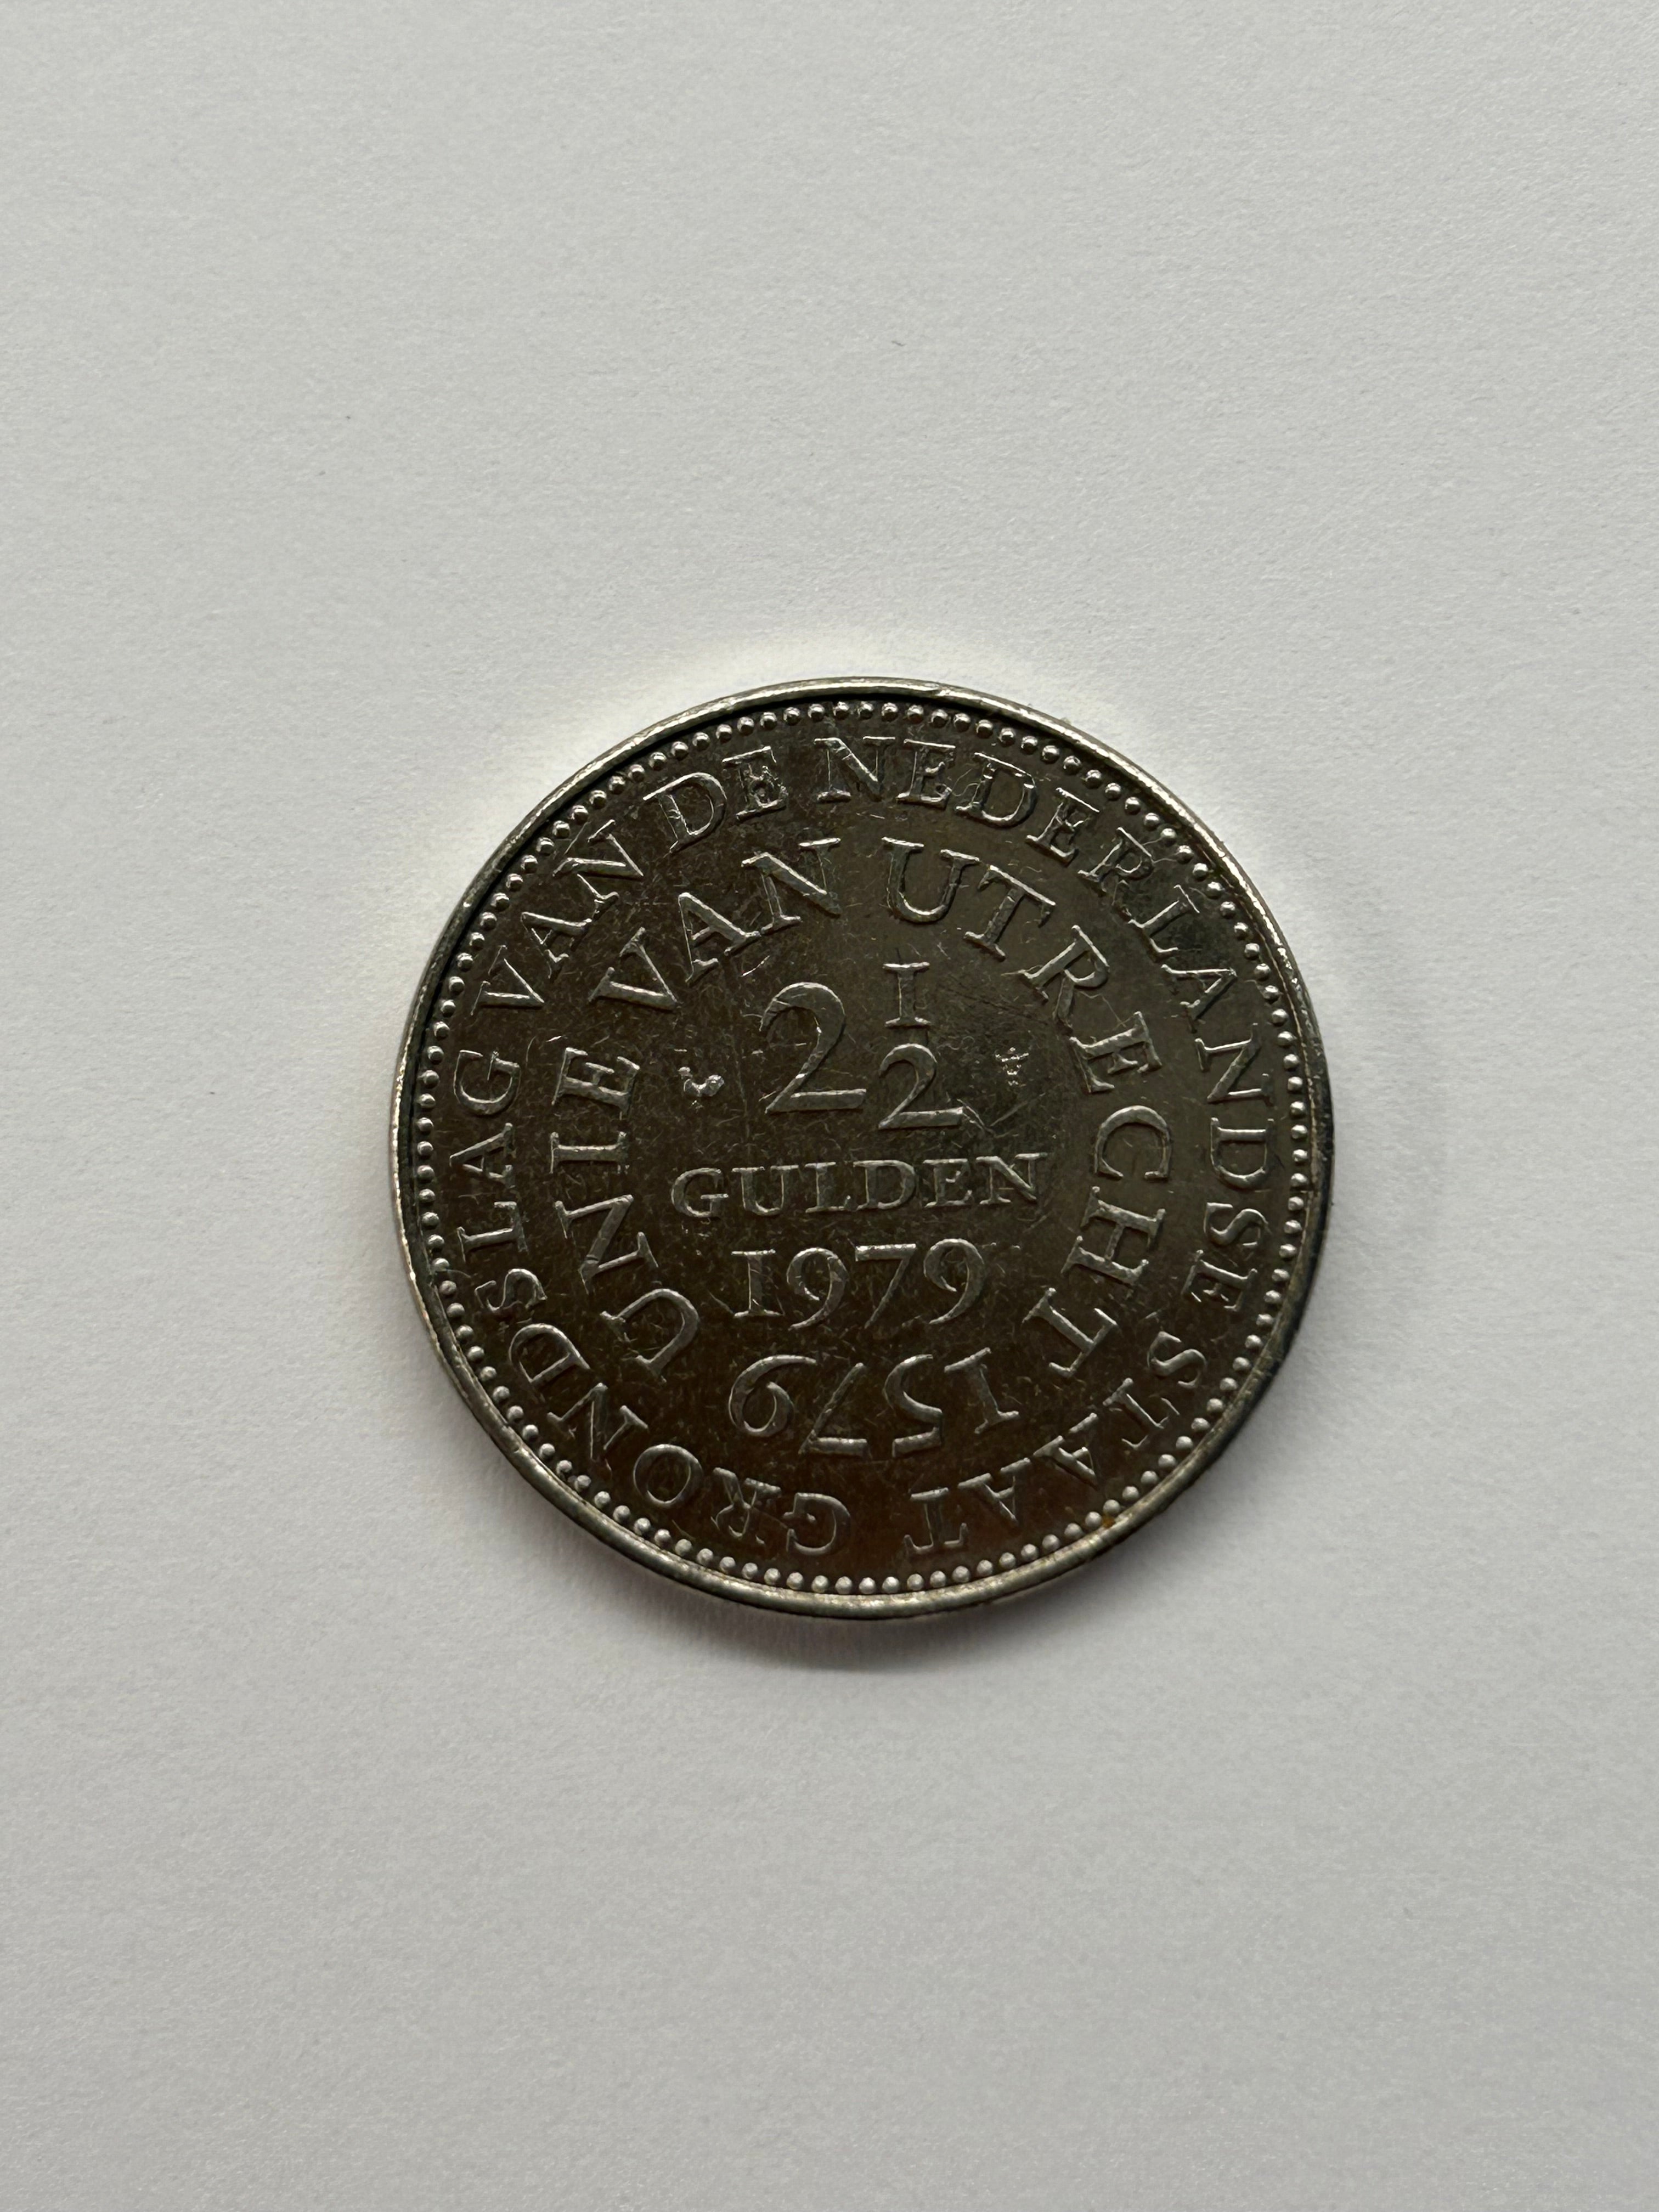 GRONDSLAG VAN DE NEDERLANDSE STAAT
UNIE VAN UTRECHT
2 1/2
GULDEN
1979
1579